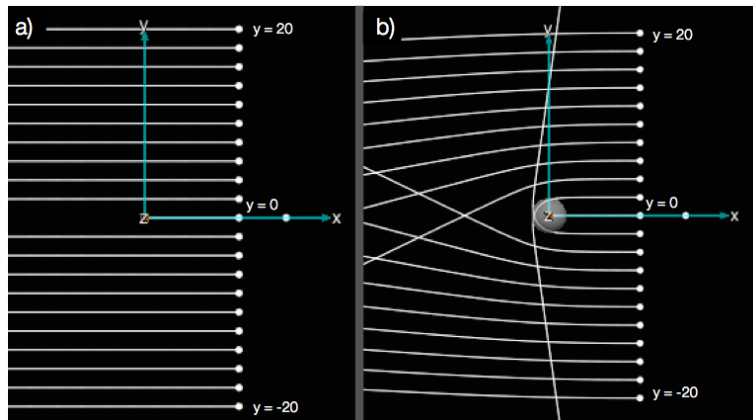 a)
y
y = 20
y = 0
z
x
y = -20
b)
y
y = 20
y = 0
z
x
y = -20